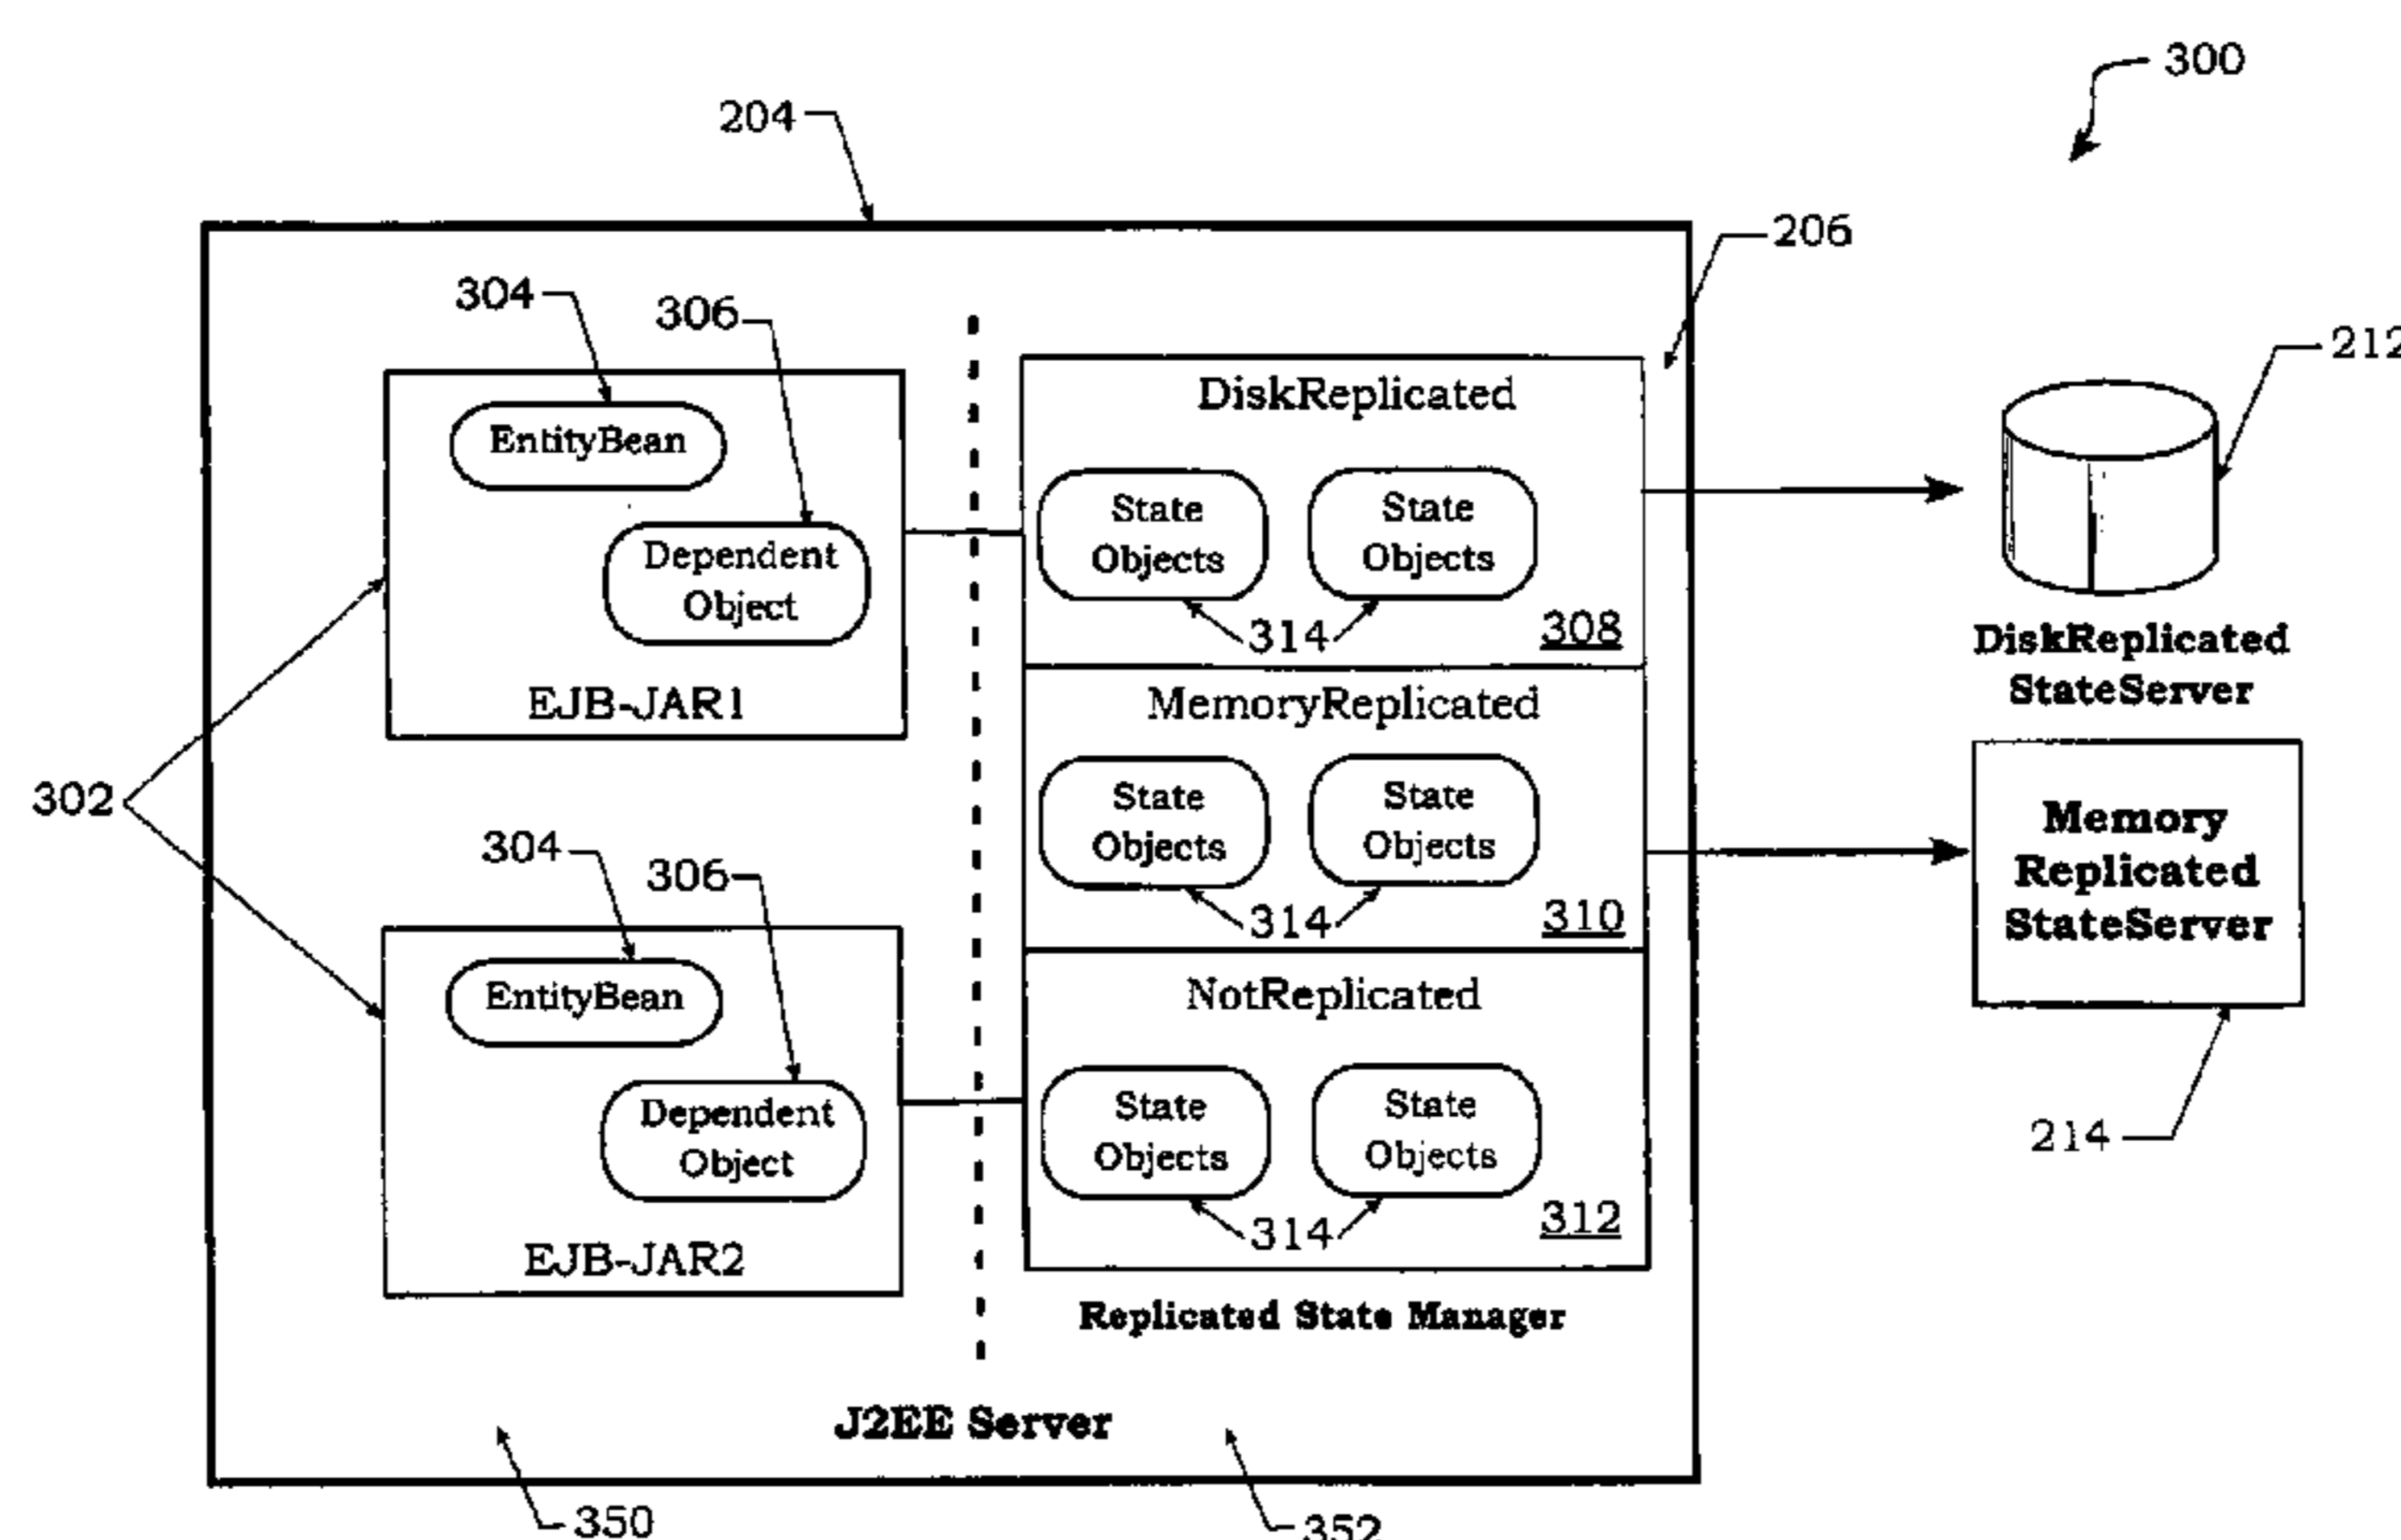 300
204
206
304
306
212
DiskReplicated
EntityBean
State
Objects
State
Objects
Dependent
Object
314
308
DiskReplicated
StateServer
EJB-JAR1
MemoryReplicated
302
State
Objects
State
Objects
Memory
Replicated
StateServer
304
306
314
310
EntityBean
NotReplicated
State
Objects
State
Objects
Dependent
Object
214
314
312
EJB-JAR2
Replicated State Manager
J2EE Server
350
352